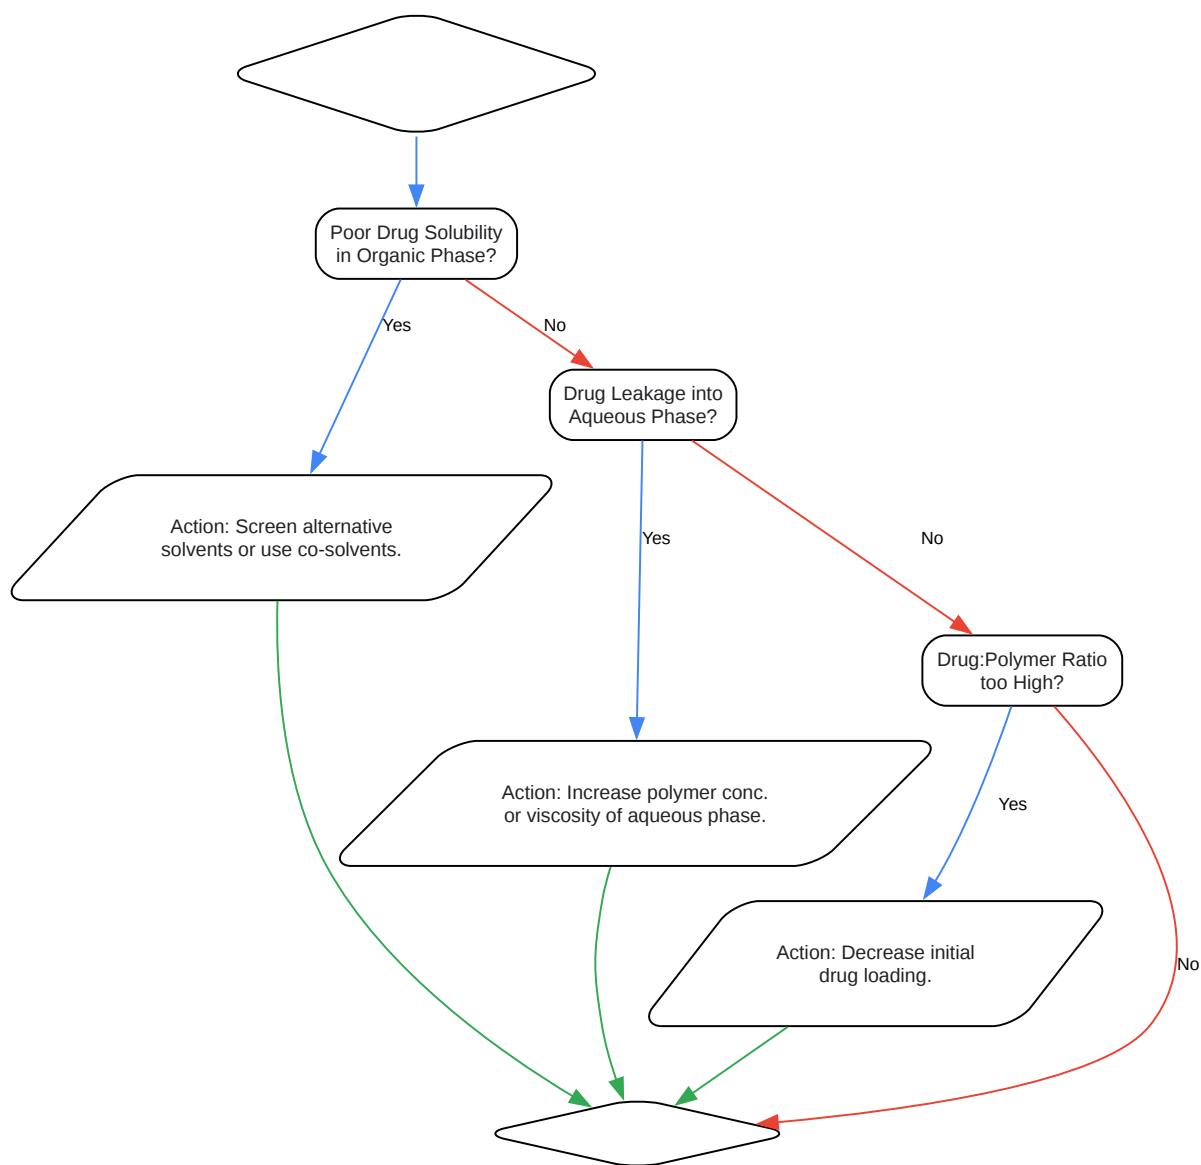 Poor Drug Solubility
in Organic Phase?
Yes
No
Drug Leakage into
Aqueous Phase?
Action: Screen alternative
solvents or use co-solvents.
Yes
No
Drug:Polymer Ratio
too High?
Action: Increase polymer conc.
or viscosity of aqueous phase.
Yes
Action: Decrease initial
drug loading.
No